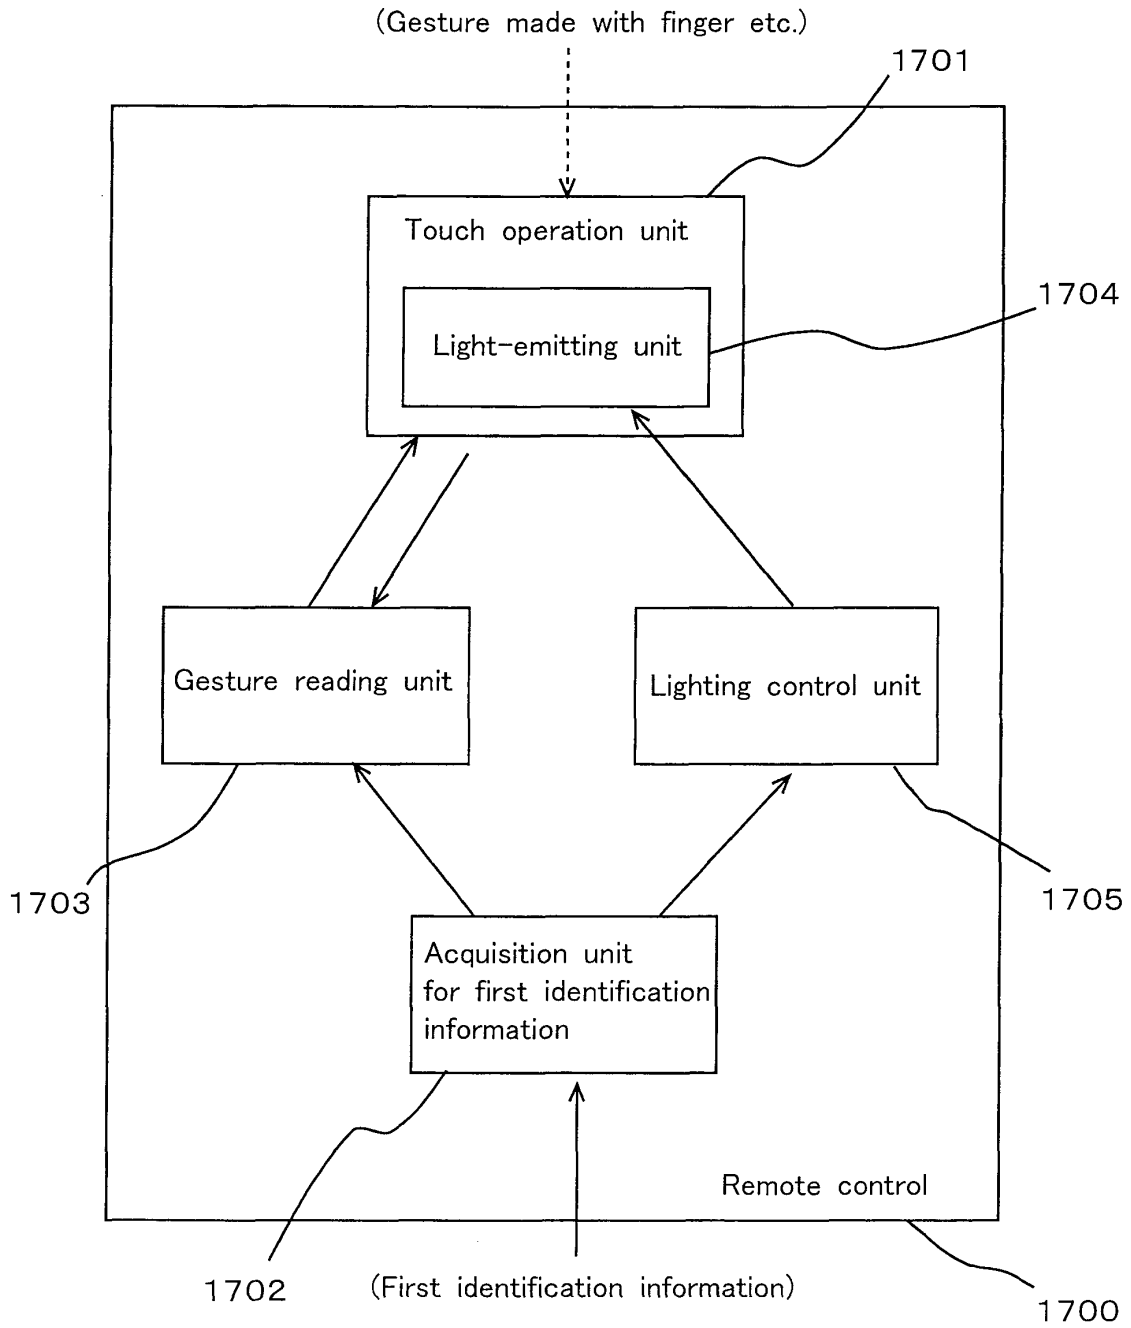 (Gesture made with finger etc.)
1701
Touch operation unit
1704
Light-emitting unit
Gesture reading unit
Lighting control unit
1703
1705
Acquisition unit
for first identification
information
Remote control
1702
(First identification information)
1700